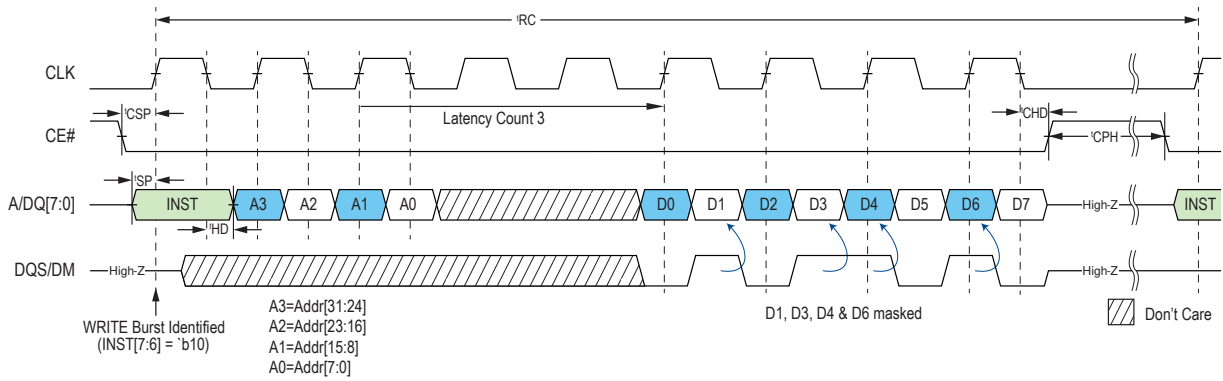 tRC
CLK
tCSP
Latency Count 3
tCHD
CE#
tCPH
tSP
A/DQ[7:0]
INST A3 A2 A1 A0 D0 D1 D2 D3 D4 D5 D6 D7 High-Z INST
tHD
DQS/DM High-Z High-Z
WRITE Burst Identified
(INST[7:6] = `b10)
A3=Addr[31:24]
A2=Addr[23:16]
A1=Addr[15:8]
A0=Addr[7:0]
D1, D3, D4 & D6 masked
Don't Care